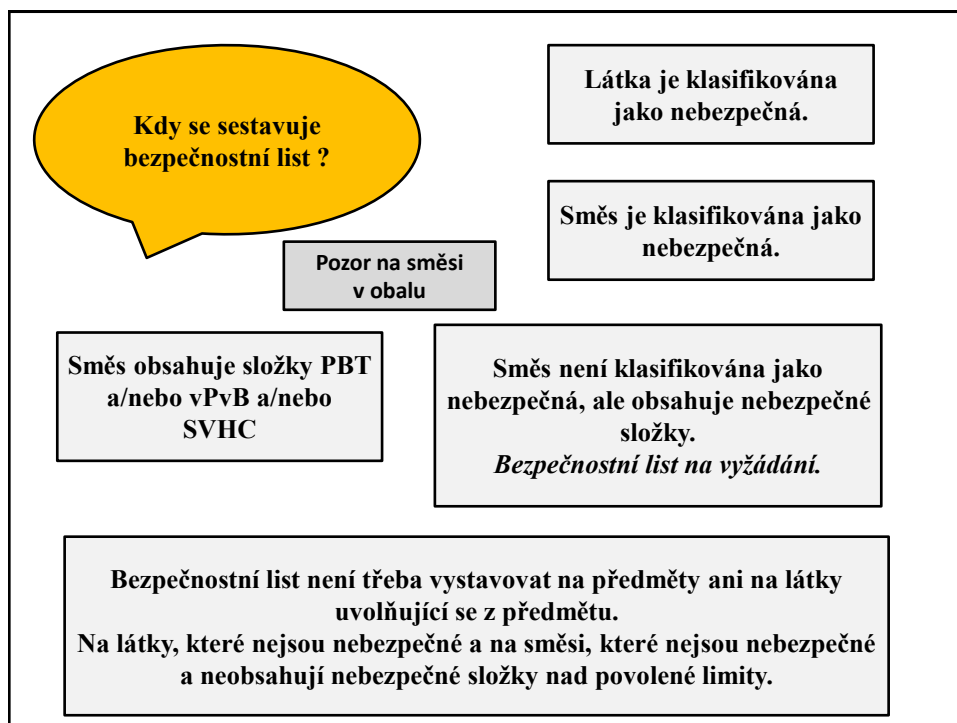 Kdy se sestavuje
bezpečnostní list ?
Látka je klasifikována
jako nebezpečná.
Směs je klasifikována jako
nebezpečná.
Pozor na směsi
v obalu
Směs obsahuje složky PBT
a/nebo vPvB a/nebo
SVHC
Směs není klasifikována jako
nebezpečná, ale obsahuje nebezpečné
složky.
Bezpečnostní list na vyžádání.
Bezpečnostní list není třeba vystavovat na předměty ani na látky
uvolňující se z předmětu.
Na látky, které nejsou nebezpečné a na směsi, které nejsou nebezpečné
a neobsahují nebezpečné složky nad povolené limity.